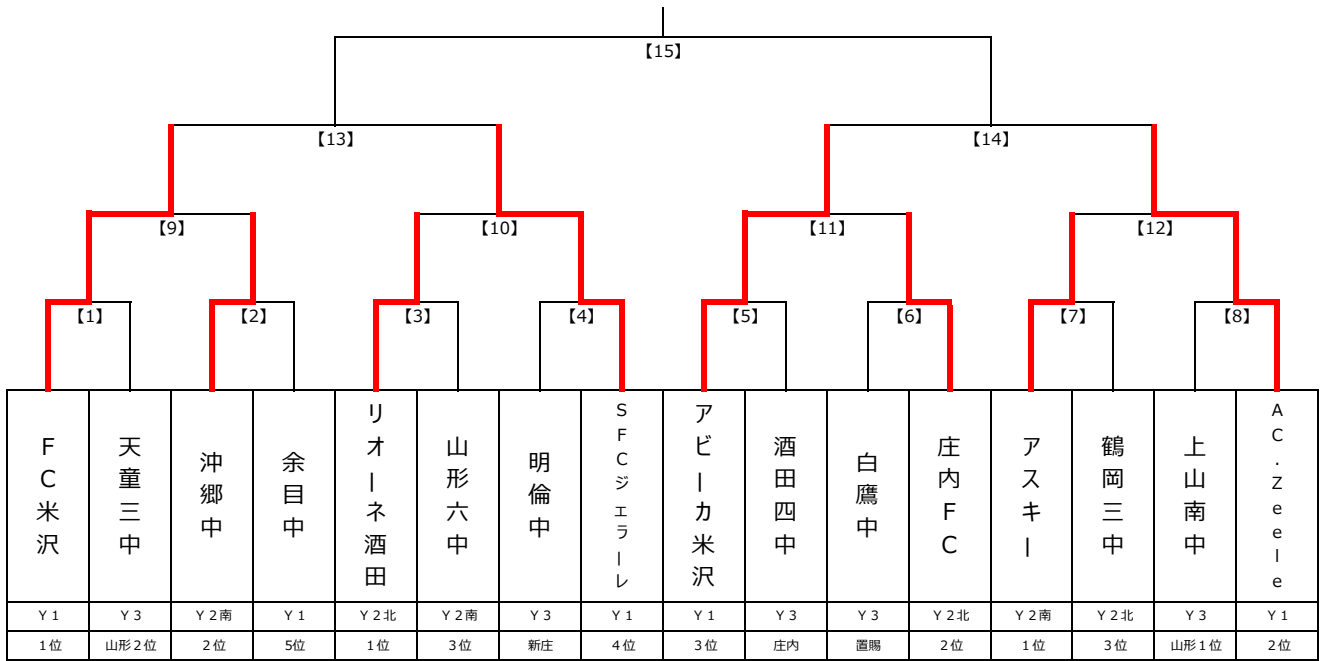 【15】
【13】 【14】
【9】 【10】 【11】 【12】
【1】 【2】 【3】 【4】 【5】 【6】 【7】 【8】
FC米沢
天童三中
沖郷中
余目中
リオーネ酒田
山形六中
明倫中
SFCジェラーレ
アビーカ米沢
酒田四中
白鷹中
庄内FC
アスキー
鶴岡三中
上山南中
AC.Zeele
Y1 Y3 Y2南 Y1 Y2北 Y2南 Y3 Y1 Y1 Y3 Y3 Y2北 Y2南 Y2北 Y3 Y1
1位 山形2位 2位 5位 1位 3位 新庄 4位 3位 庄内 置賜 2位 1位 3位 山形1位 2位